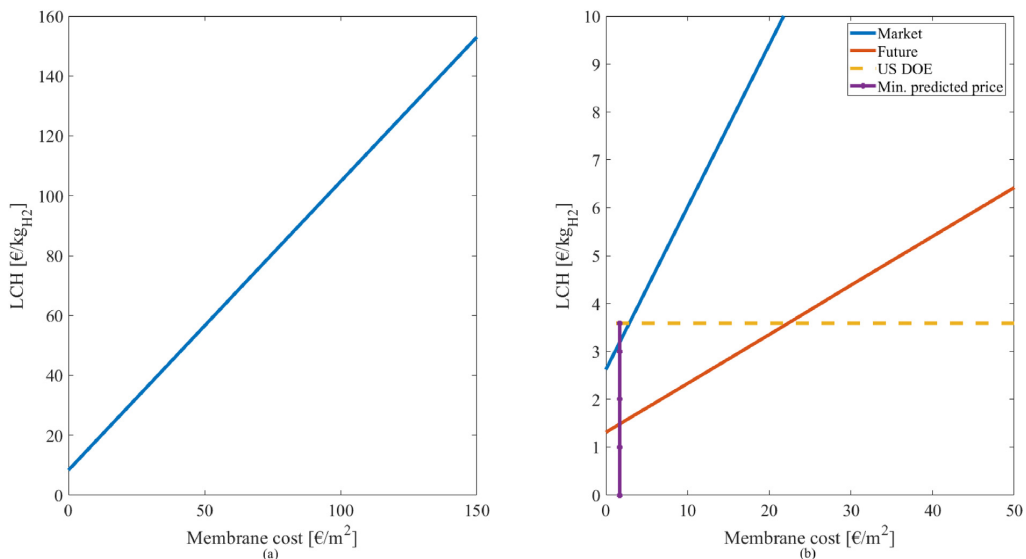 160
140
120
100
80
60
40
20
0
LCH [€/kg_H2]
0 50 100 150
Membrane cost [€/m²]
(a)
10
9
8
7
6
5
4
3
2
1
0
LCH [€/kg_H2]
Market
Future
US DOE
Min. predicted price
0 10 20 30 40 50
Membrane cost [€/m²]
(b)